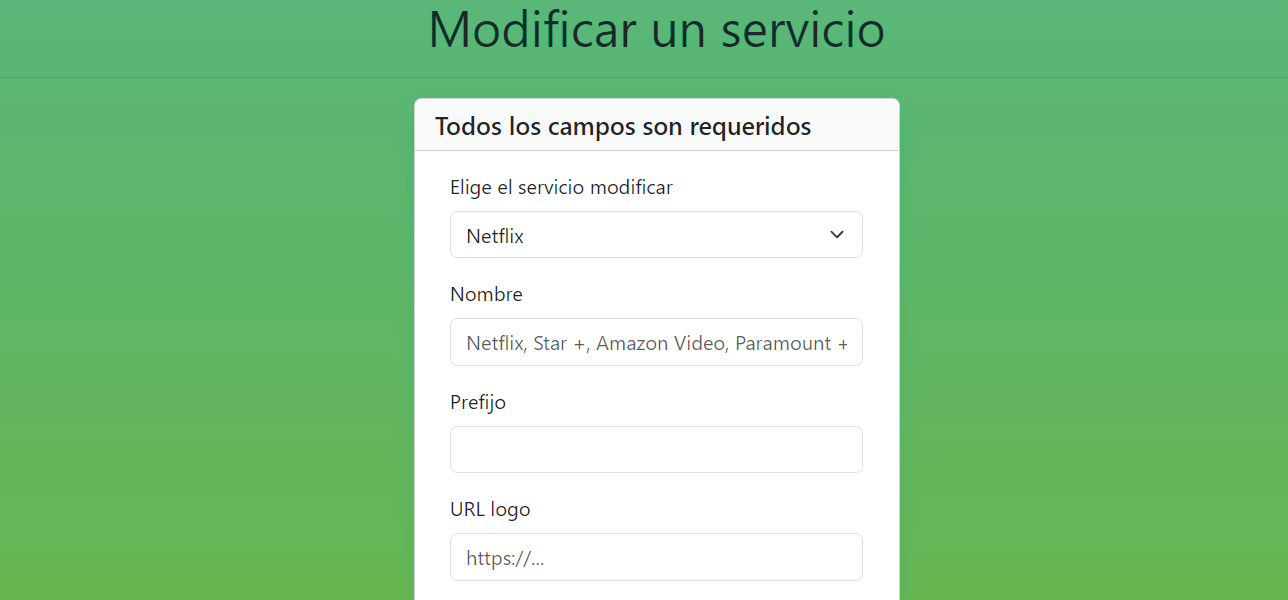 Modificar un servicio
Todos los campos son requeridos
Elige el servicio modificar
Netflix
Nombre
Netflix, Star +, Amazon Video, Paramount +
Prefijo
URL logo
https://...